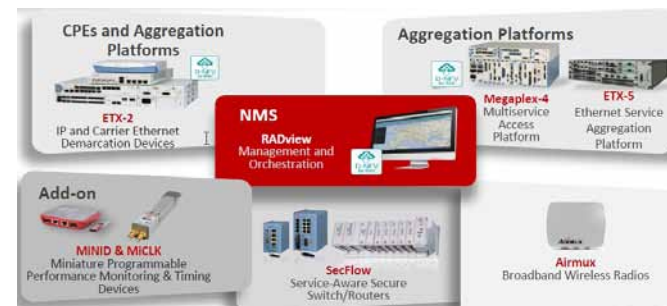 CPEs and Aggregation
Platforms
ETX-2
IP and Carrier Ethernet
Demarcation Devices
Aggregation Platforms
Megaplex-4
Multiservice
Access
Platform
ETX-5
Ethernet Service
Aggregation
Platform
NMS
RADview
Management and
Orchestration
Add-on
MiNID & MiCLK
Miniature Programmable
Performance Monitoring & Timing
Devices
SecFlow
Service-Aware Secure
Switch/Routers
Airmux
Airmux
Broadband Wireless Radios